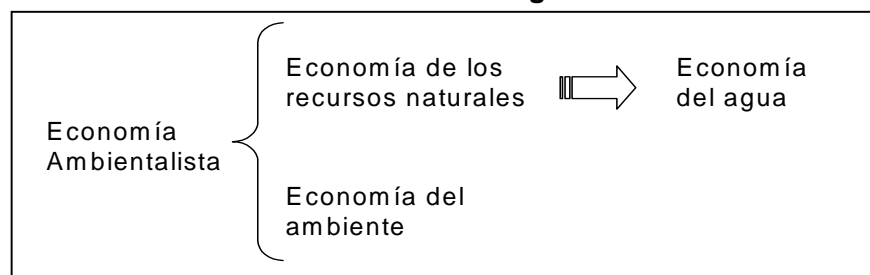 Economía de los
recursos naturales
Economía
del agua
Economía
Ambientalista
Economía del
ambiente